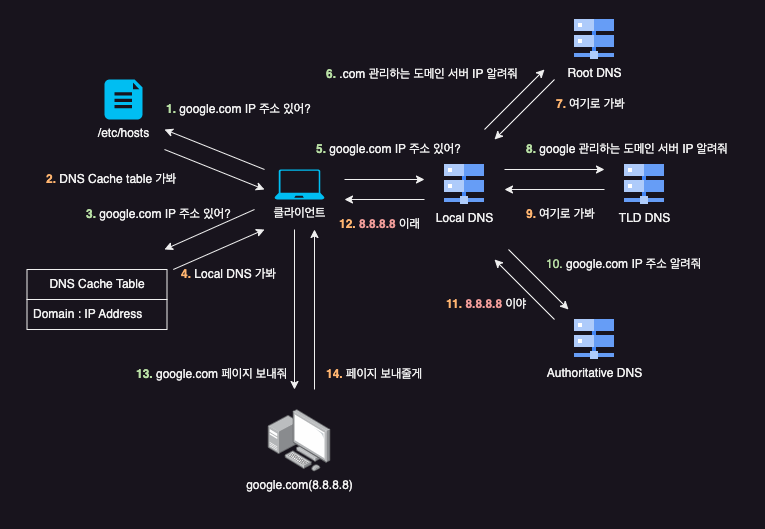 6. .com 관리하는 도메인 서버 IP 알려줘
Root DNS
7. 여기로 가봐
1. google.com IP 주소 있어?
/etc/hosts
5. google.com IP 주소 있어?
8. google 관리하는 도메인 서버 IP 알려줘
2. DNS Cache table 가봐
3. google.com IP 주소 있어?
클라이언트
12. 8.8.8.8 이래
Local DNS
9. 여기로 가봐
TLD DNS
4. Local DNS 가봐
10. google.com IP 주소 알려줘
DNS Cache Table
Domain : IP Address
11. 8.8.8.8 이야
Authoritative DNS
13. google.com 페이지 보내줘
14. 페이지 보내줄게
google.com(8.8.8.8)